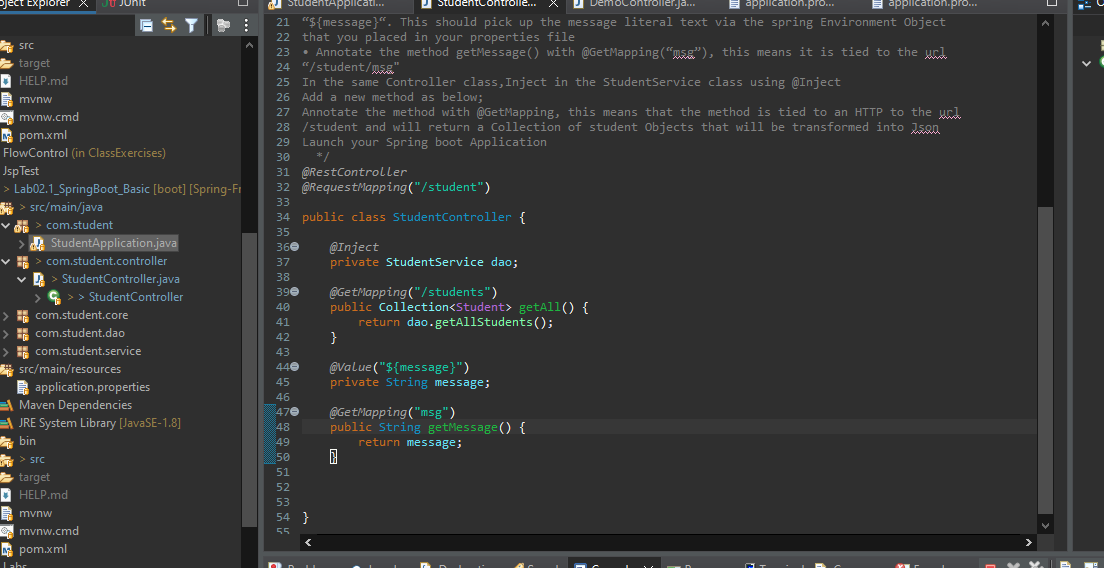 oject Explorer
JUnit
src
target
HELP.md
mvnw
mvnw.cmd
pom.xml
FlowControl (in ClassExercises)
JspTest
> Lab02.1_SpringBoot_Basic [boot] [Spring-Fr
> src/main/java
> com.student
StudentApplication.java
> com.student.controller
> StudentController.java
> > StudentController
com.student.core
com.student.dao
com.student.service
src/main/resources
application.properties
Maven Dependencies
JRE System Library [JavaSE-1.8]
bin
> src
target
HELP.md
mvnw
mvnw.cmd
pom.xml
Labs
StudentApplicati...
StudentControlle...
DemoController.ja...
application.pro...
application.pro...
21 “${message}“. This should pick up the message literal text via the spring Environment Object
22 that you placed in your properties file
23 • Annotate the method getMessage() with @GetMapping(“msg”), this means it is tied to the url
24 “/student/msg"
25 In the same Controller class,Inject in the StudentService class using @Inject
26 Add a new method as below;
27 Annotate the method with @GetMapping, this means that the method is tied to an HTTP to the url
28 /student and will return a Collection of student Objects that will be transformed into Json
29 Launch your Spring boot Application
30 */
31 @RestController
32 @RequestMapping("/student")
33
34 public class StudentController {
35
36 @Inject
37 private StudentService dao;
38
39 @GetMapping("/students")
40 public Collection<Student> getAll() {
41 return dao.getAllStudents();
42 }
43
44 @Value("${message}")
45 private String message;
46
47 @GetMapping("msg")
48 public String getMessage() {
49 return message;
50 }
51
52
53
54 }
55